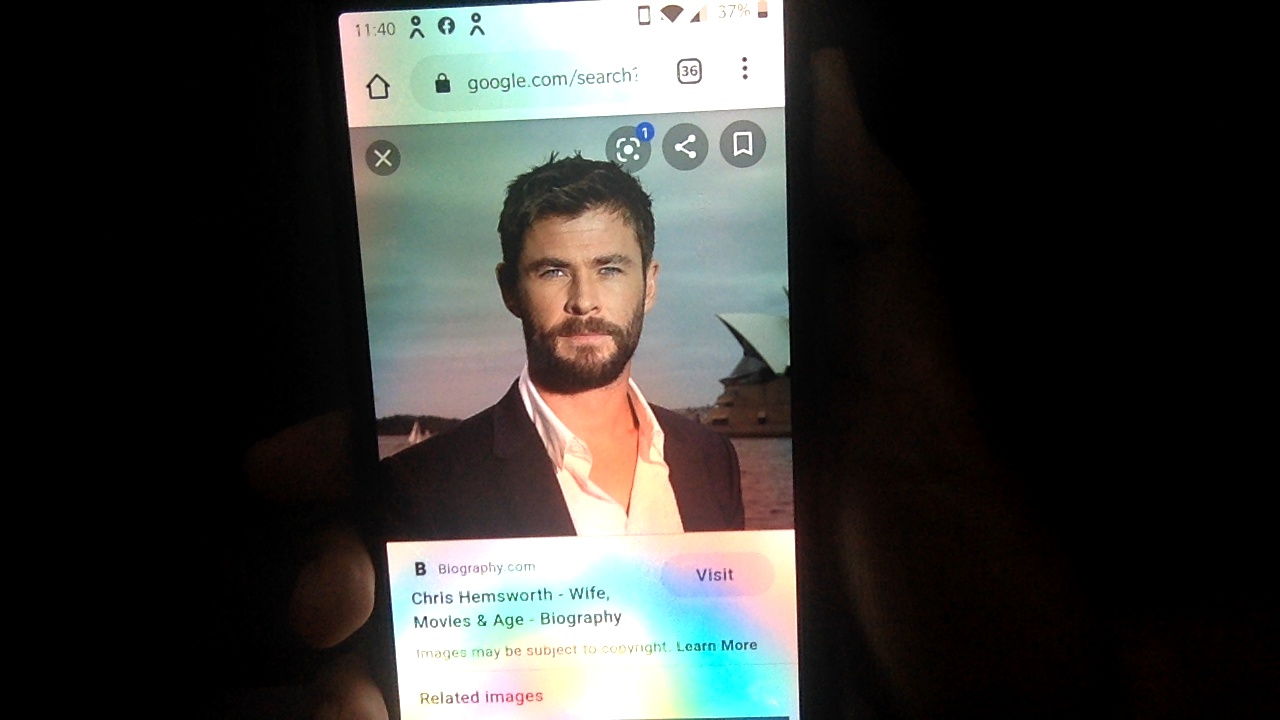 11:40 37%
google.com/search? 36
1
B Biography.com
Visit
Chris Hemsworth - Wife,
Movies & Age - Biography
Images may be subject to copyright. Learn More
Related images